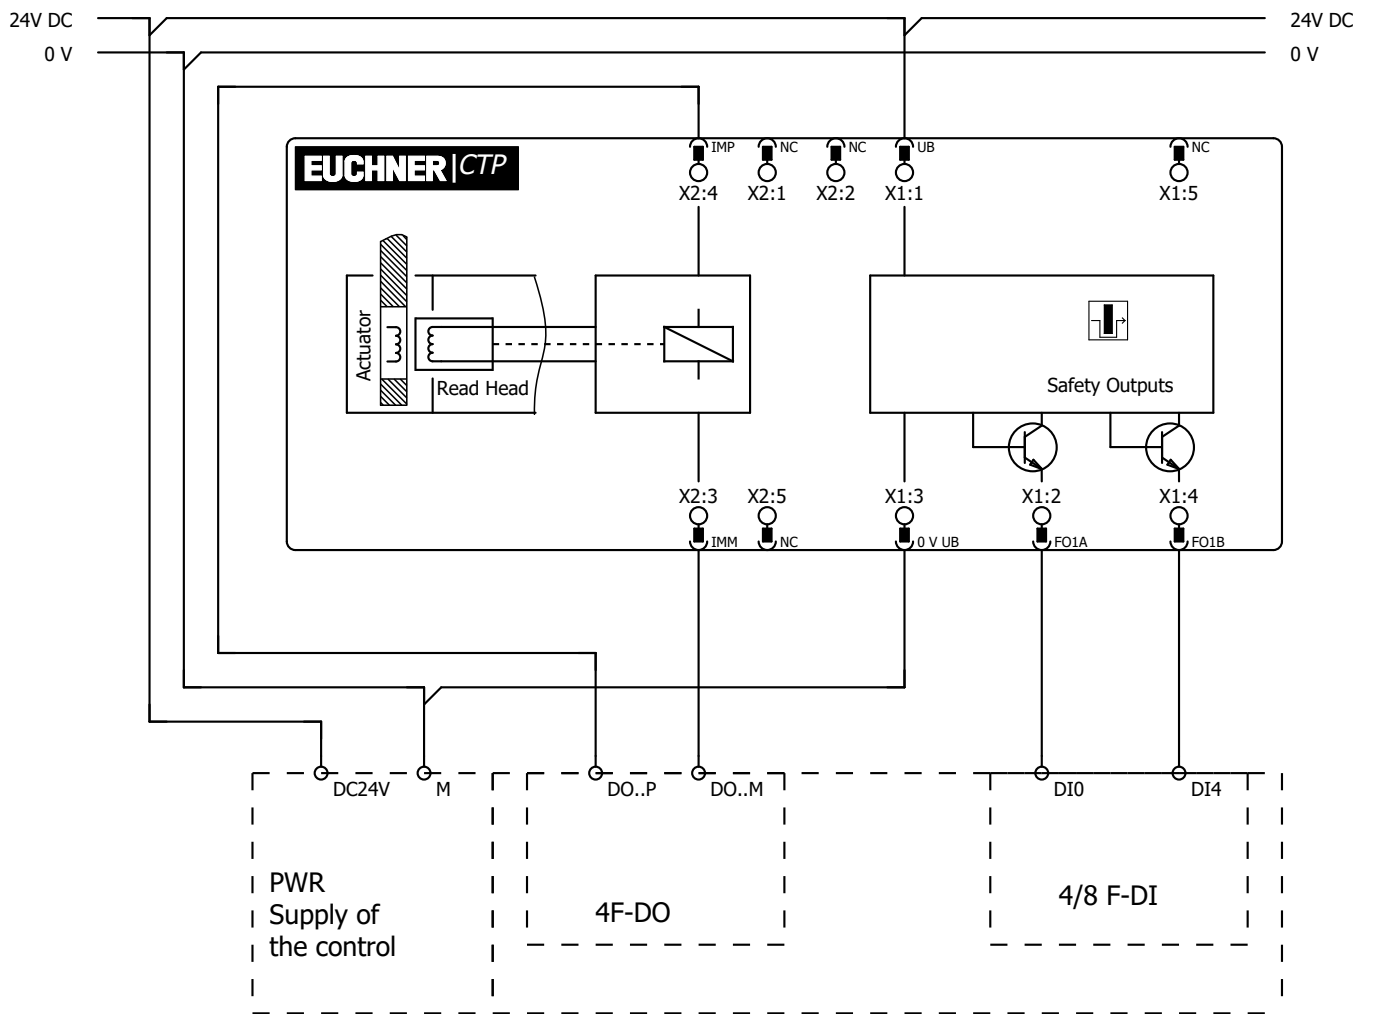 24V DC
24V DC
0 V
0 V
EUCHNER CTP
IMP
NC
NC
UB
NC
X2:4
X2:1
X2:2
X1:1
X1:5
Actuator
Read Head
Safety Outputs
X2:3
X2:5
X1:3
X1:2
X1:4
IMM
NC
0 V UB
FO1A
FO1B
DC24V
M
DO..P
DO..M
DI0
DI4
PWR
Supply of
the control
4F-DO
4/8 F-DI